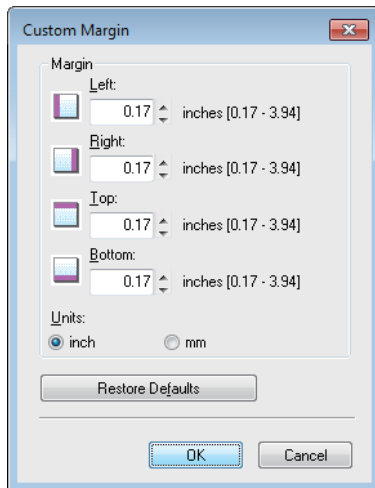 Custom Margin
Margin
Left:
0.17 inches [0.17 - 3.94]
Right:
0.17 inches [0.17 - 3.94]
Top:
0.17 inches [0.17 - 3.94]
Bottom:
0.17 inches [0.17 - 3.94]
Units:
inch mm
Restore Defaults
OK Cancel